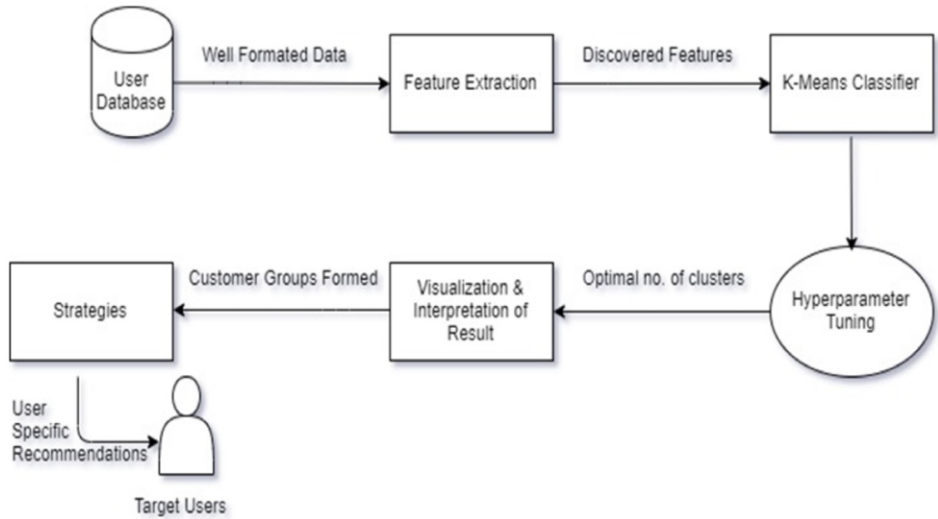 User
Database
Well Formated Data
Feature Extraction
Discovered Features
K-Means Classifier
Hyperparameter
Tuning
Optimal no. of clusters
Visualization &
Interpretation of
Result
Customer Groups Formed
Strategies
User
Specific
Recommendations
Target Users